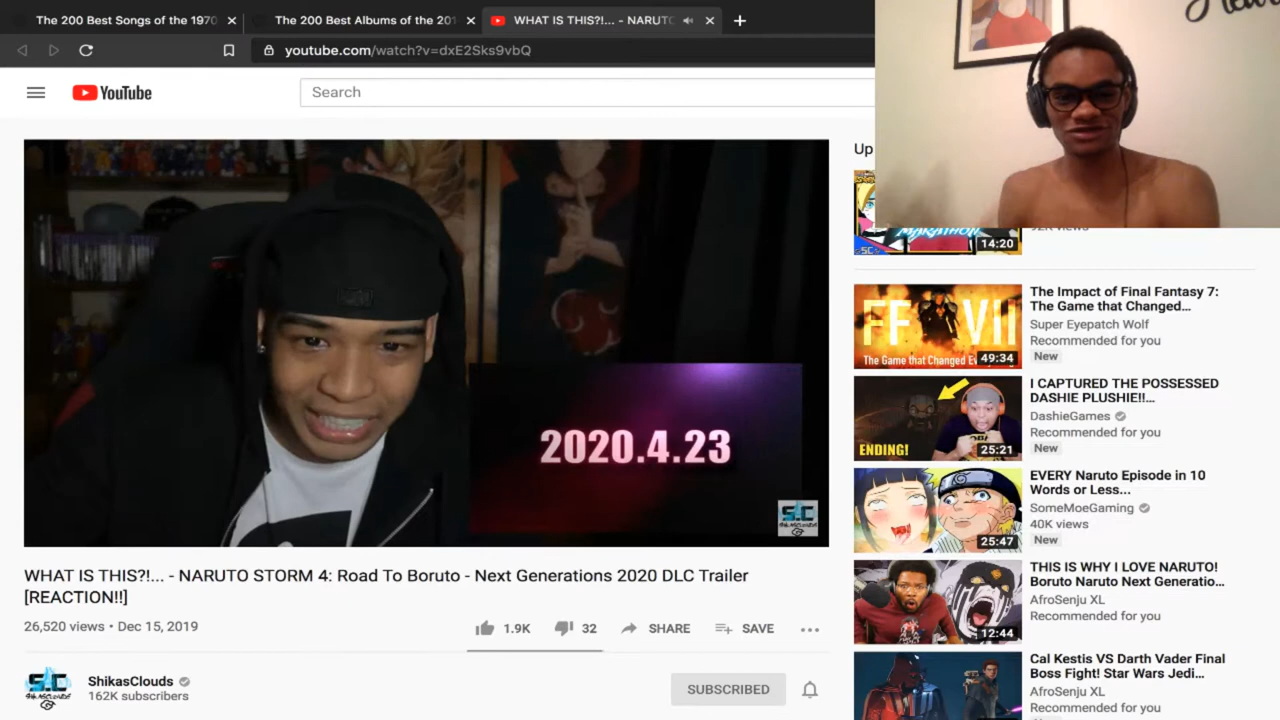 The 200 Best Songs of the 1970
The 200 Best Albums of the 201
WHAT IS THIS?!... - NARUTO
youtube.com/watch?v=dxE2Sks9vbQ
YouTube
Search
Up
2020.4.23
MARATHON
14:20
The Impact of Final Fantasy 7:
The Game that Changed...
Super Eyepatch Wolf
Recommended for you
New
FF VII
The Game that Changed
49:34
I CAPTURED THE POSSESSED
DASHIE PLUSHIE!!...
DashieGames
Recommended for you
New
ENDING!
25:21
EVERY Naruto Episode in 10
Words or Less...
SomeMoeGaming
40K views
New
25:47
THIS IS WHY I LOVE NARUTO!
Boruto Naruto Next Generatio...
AfroSenju XL
Recommended for you
12:44
Cal Kestis VS Darth Vader Final
Boss Fight! Star Wars Jedi...
AfroSenju XL
Recommended for you
WHAT IS THIS?!... - NARUTO STORM 4: Road To Boruto - Next Generations 2020 DLC Trailer
[REACTION!!]
26,520 views • Dec 15, 2019
1.9K
32
SHARE
SAVE
ShikasClouds
162K subscribers
SUBSCRIBED